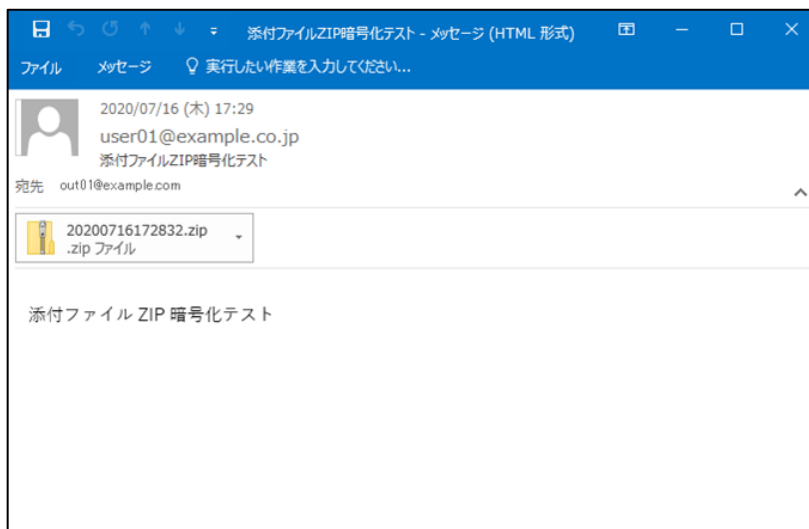 添付ファイルZIP暗号化テスト - メッセージ (HTML 形式)
ファイル メッセージ 実行したい作業を入力してください...
2020/07/16 (木) 17:29
user01@example.co.jp
添付ファイルZIP暗号化テスト
宛先 out01@example.com
20200716172832.zip
.zip ファイル
添付ファイル ZIP 暗号化テスト